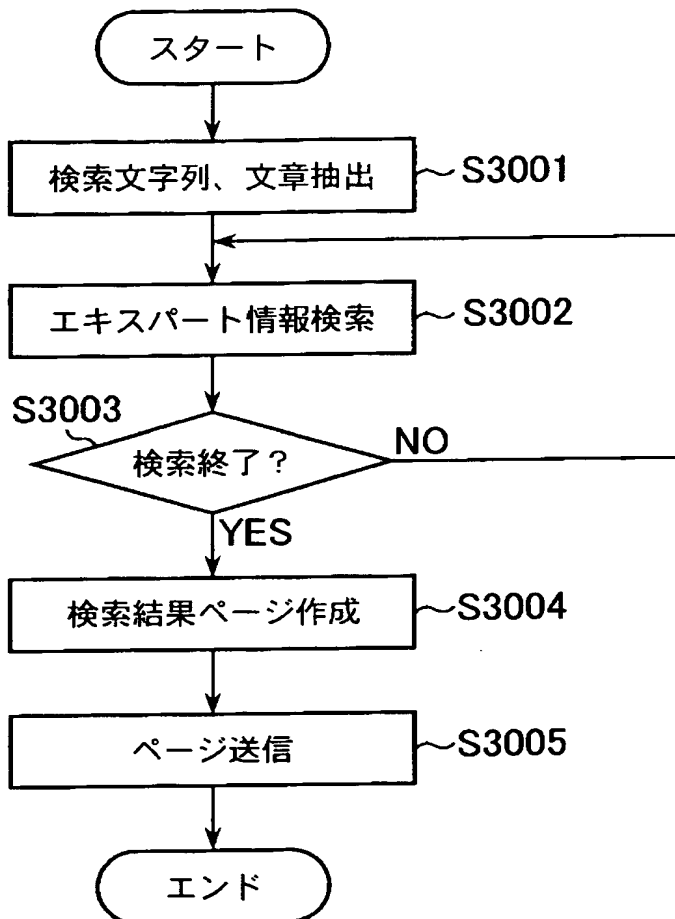 スタート
検索文字列、文章抽出 S3001
エキスパート情報検索 S3002
S3003
検索終了？ NO
YES
検索結果ページ作成 S3004
ページ送信 S3005
エンド